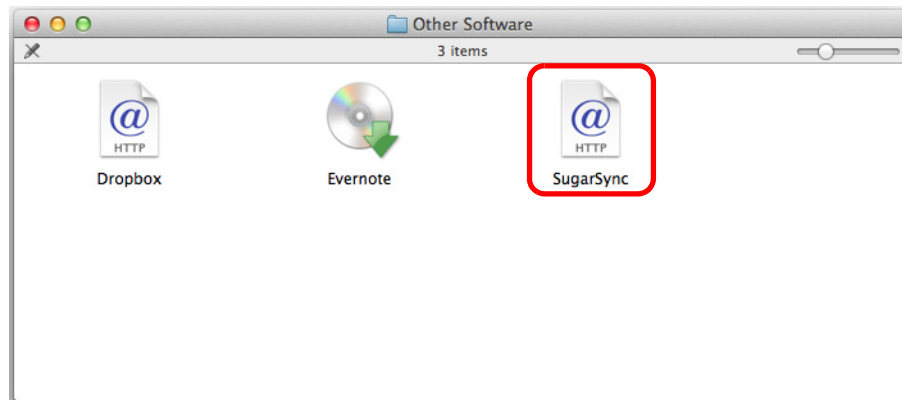 Other Software
3 items
@ @
HTTP HTTP
Dropbox Evernote SugarSync